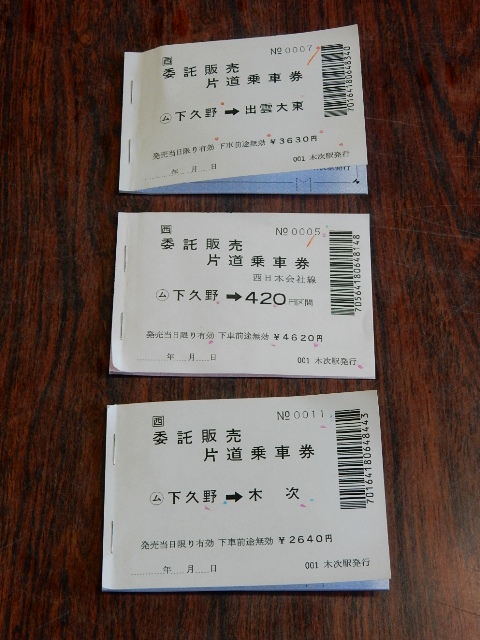 西
№0007
委託販売
片道乗車券
ム下久野➡出雲大東
発売当日限り有効 下車前途無効 ¥3630円
年 月 日
001 木次駅発行
70164180648340
西
№0005
委託販売
片道乗車券
西日本会社線
ム下久野➡420円区間
発売当日限り有効 下車前途無効 ¥4620円
年 月 日
001 木次駅発行
70564180648148
西
№0011
委託販売
片道乗車券
ム下久野➡木次
発売当日限り有効 下車前途無効 ¥2640円
年 月 日
001 木次駅発行
70164180648443